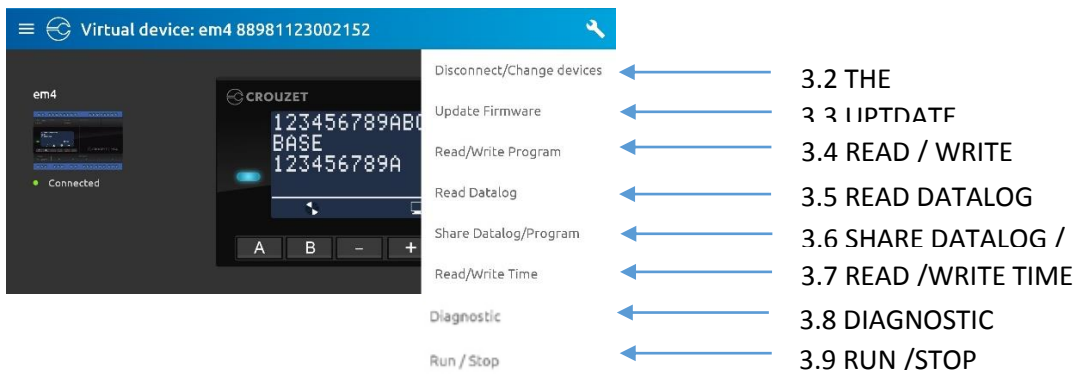 Virtual device: em4 88981123002152
em4
Connected
CROUZET
123456789AB
BASE
123456789A
A B - +
Disconnect/Change devices
Update Firmware
Read/Write Program
Read Datalog
Share Datalog/Program
Read/Write Time
Diagnostic
Run / Stop
3.2 THE
3.3 UPTDATE
3.4 READ / WRITE
3.5 READ DATALOG
3.6 SHARE DATALOG /
3.7 READ /WRITE TIME
3.8 DIAGNOSTIC
3.9 RUN /STOP